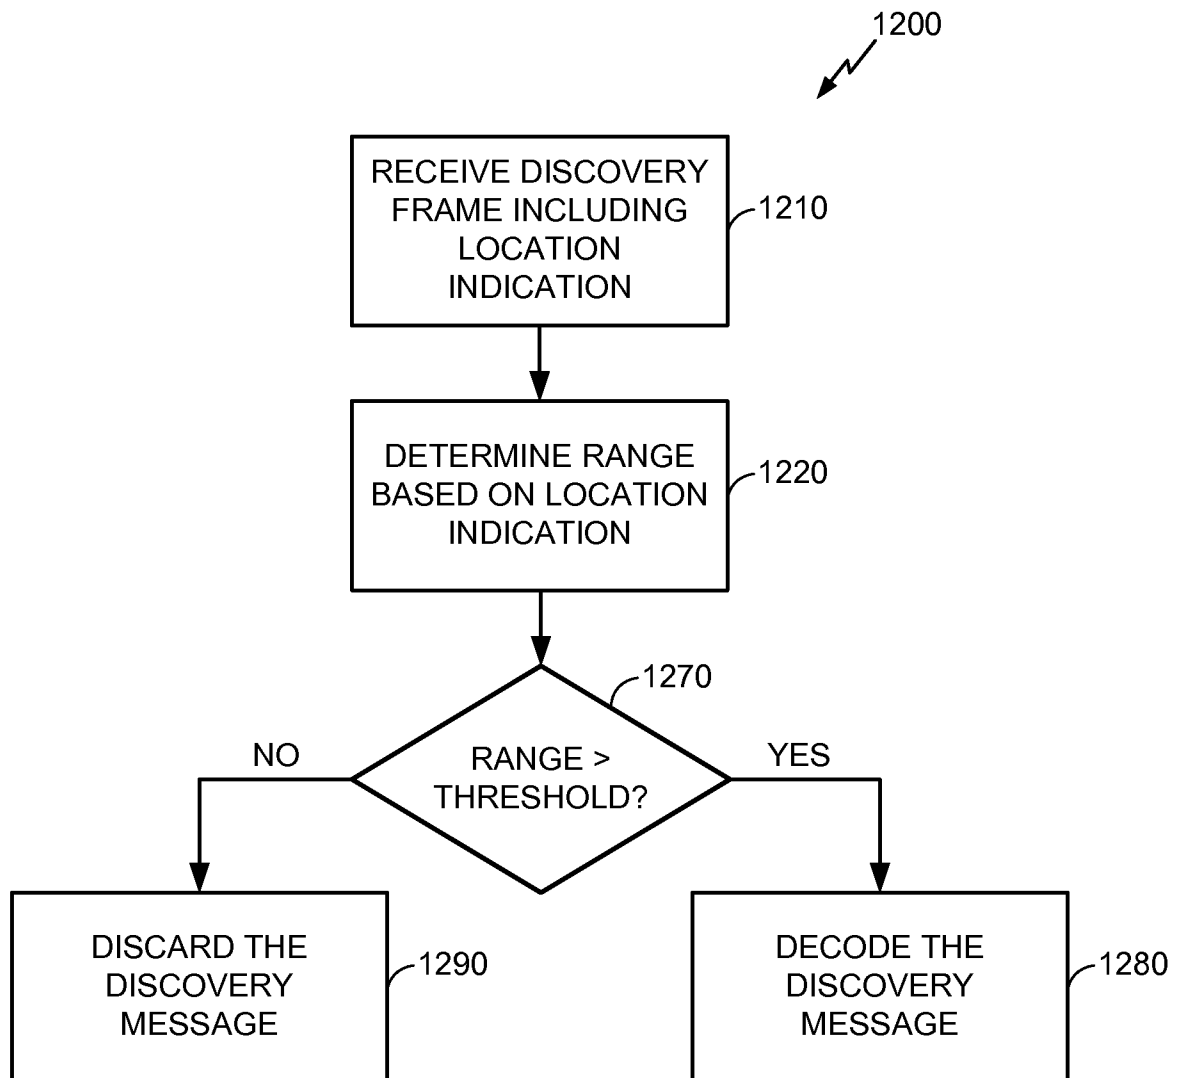 1200
RECEIVE DISCOVERY
FRAME INCLUDING
LOCATION
INDICATION
1210
DETERMINE RANGE
BASED ON LOCATION
INDICATION
1220
1270
RANGE >
THRESHOLD?
NO
YES
DISCARD THE
DISCOVERY
MESSAGE
1290
DECODE THE
DISCOVERY
MESSAGE
1280